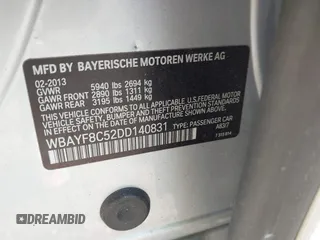 MFD BY BAYERISCHE MOTOREN WERKE AG
02-2013
GVWR 5940 lbs 2694 kg
GAWR FRONT 2890 lbs 1311 kg
GAWR REAR 3195 lbs 1449 kg
THIS VEHICLE CONFORMS TO ALL APPLICABLE FEDERAL MOTOR VEHICLE SAFETY, BUMPER, AND THEFT PREVENTION STANDARDS IN EFFECT ON THE DATE OF MANUFACTURE SHOWN ABOVE.
WBAYF8C52DD140831 TYPE: PASSENGER CAR
A83/7
DREAMBID